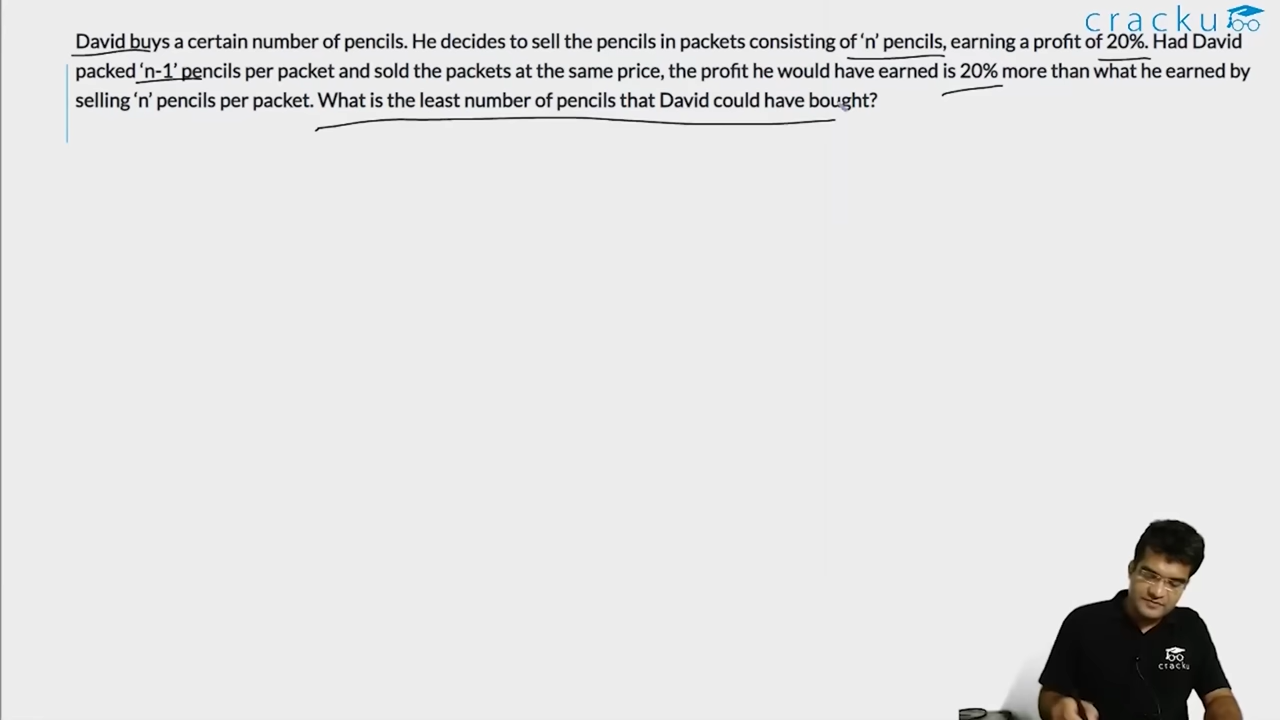 cracku
David buys a certain number of pencils. He decides to sell the pencils in packets consisting of 'n' pencils, earning a profit of 20%. Had David
packed 'n-1' pencils per packet and sold the packets at the same price, the profit he would have earned is 20% more than what he earned by
selling 'n' pencils per packet. What is the least number of pencils that David could have bought?
cracku